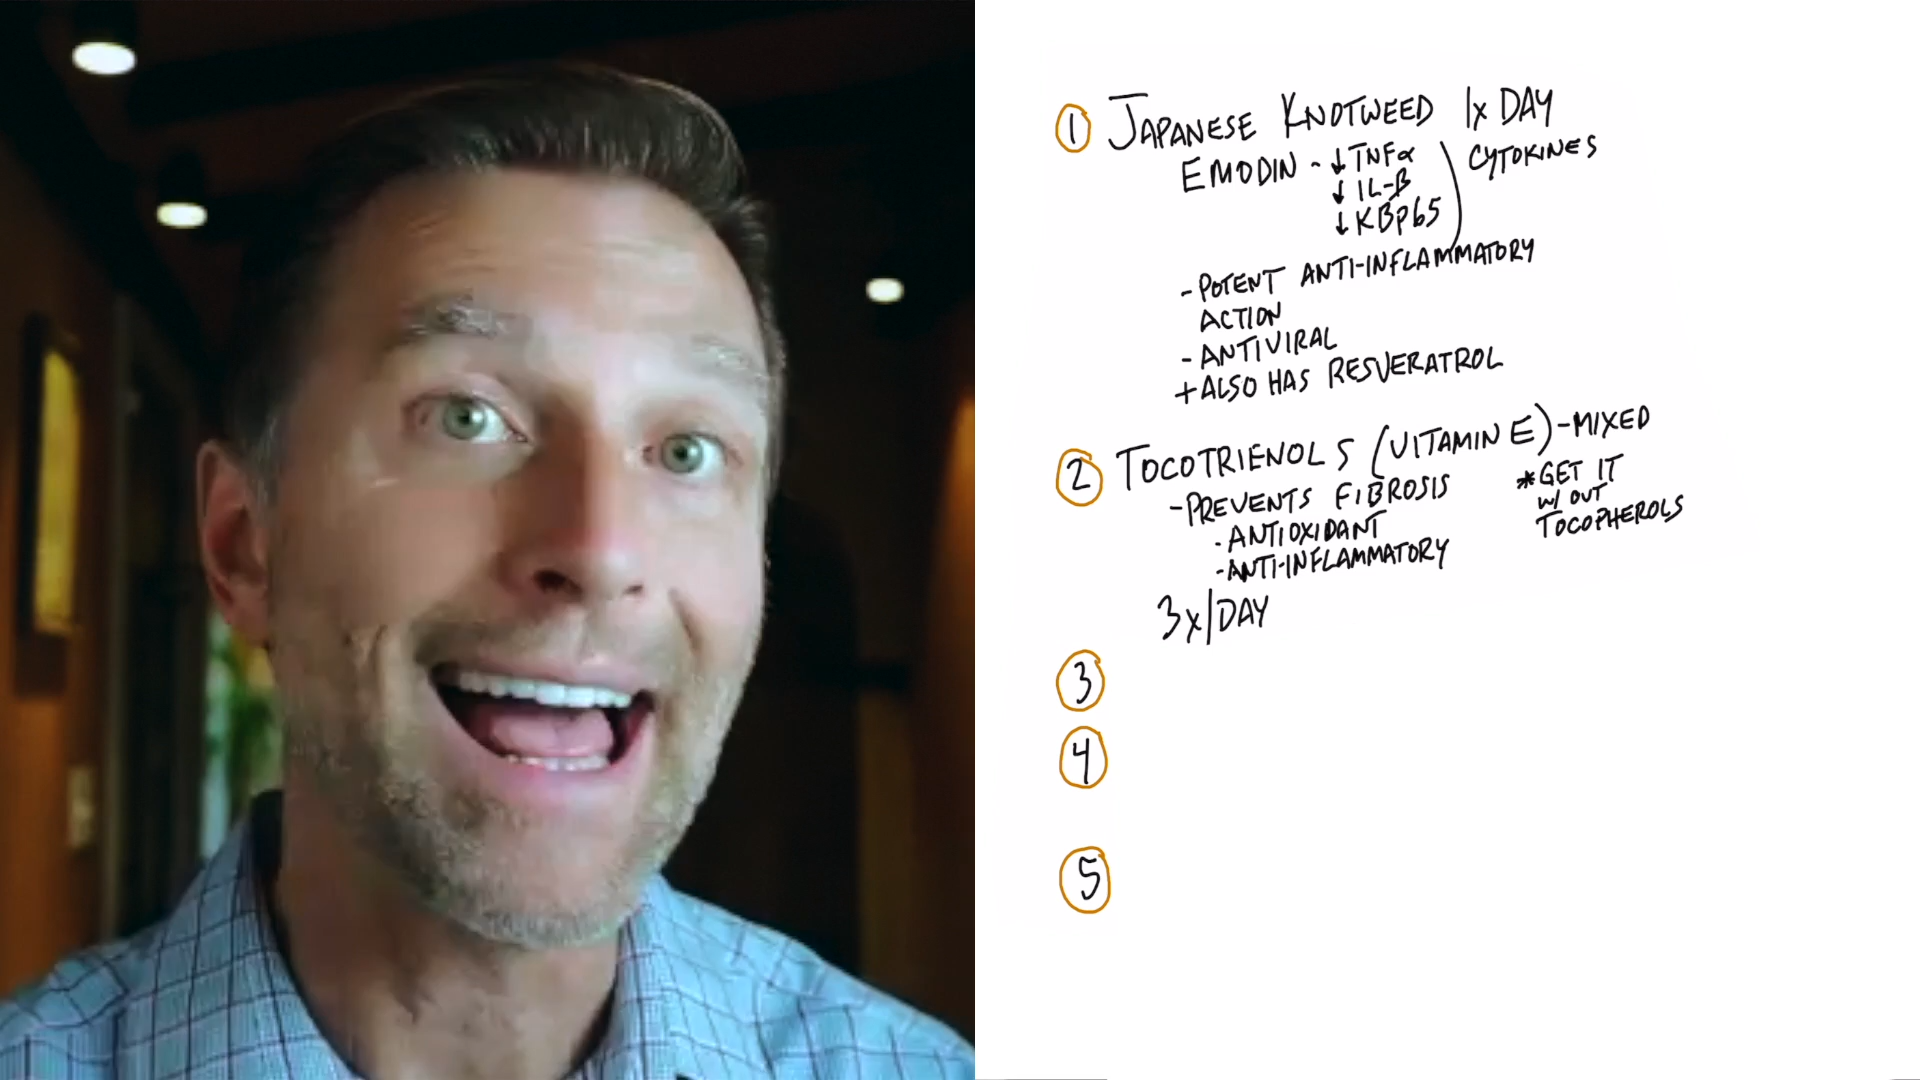 1 JAPANESE KNOTWEED 1x DAY
EMODIN - ↓ TNFα CYTOKINES
↓ IL-β
↓ KBp65
- POTENT ANTI-INFLAMMATORY
ACTION
- ANTIVIRAL
+ ALSO HAS RESVERATROL
2 TOCOTRIENOLS (VITAMIN E) - MIXED
- PREVENTS FIBROSIS
- ANTIOXIDANT
- ANTI-INFLAMMATORY
* GET IT
W/OUT
TOCOPHEROLS
3x/DAY
3
4
5